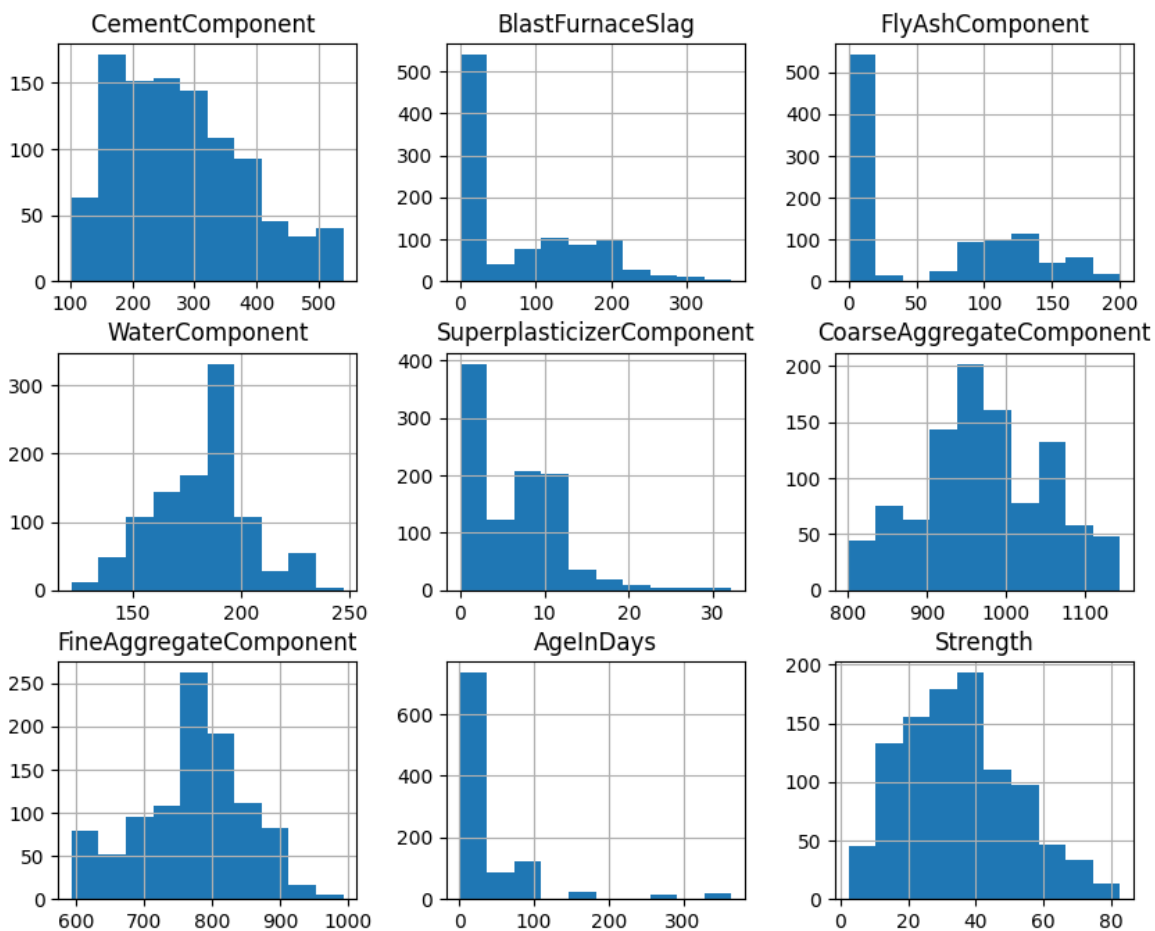 CementComponent BlastFurnaceSlag FlyAshComponent
150 500 500
100 400 400
50 300 300
0 200 200
100 100
0 0
100 200 300 400 500 0 100 200 300 0 50 100 150 200
WaterComponent SuperplasticizerComponent CoarseAggregateComponent
300 400 200
200 300 150
100 200 100
0 100 50
0 0
150 200 250 0 10 20 30 800 900 1000 1100
FineAggregateComponent AgeInDays Strength
250 600 200
200 400 150
150 200 100
100 0 50
50 0
0
600 700 800 900 1000 0 100 200 300 0 20 40 60 80